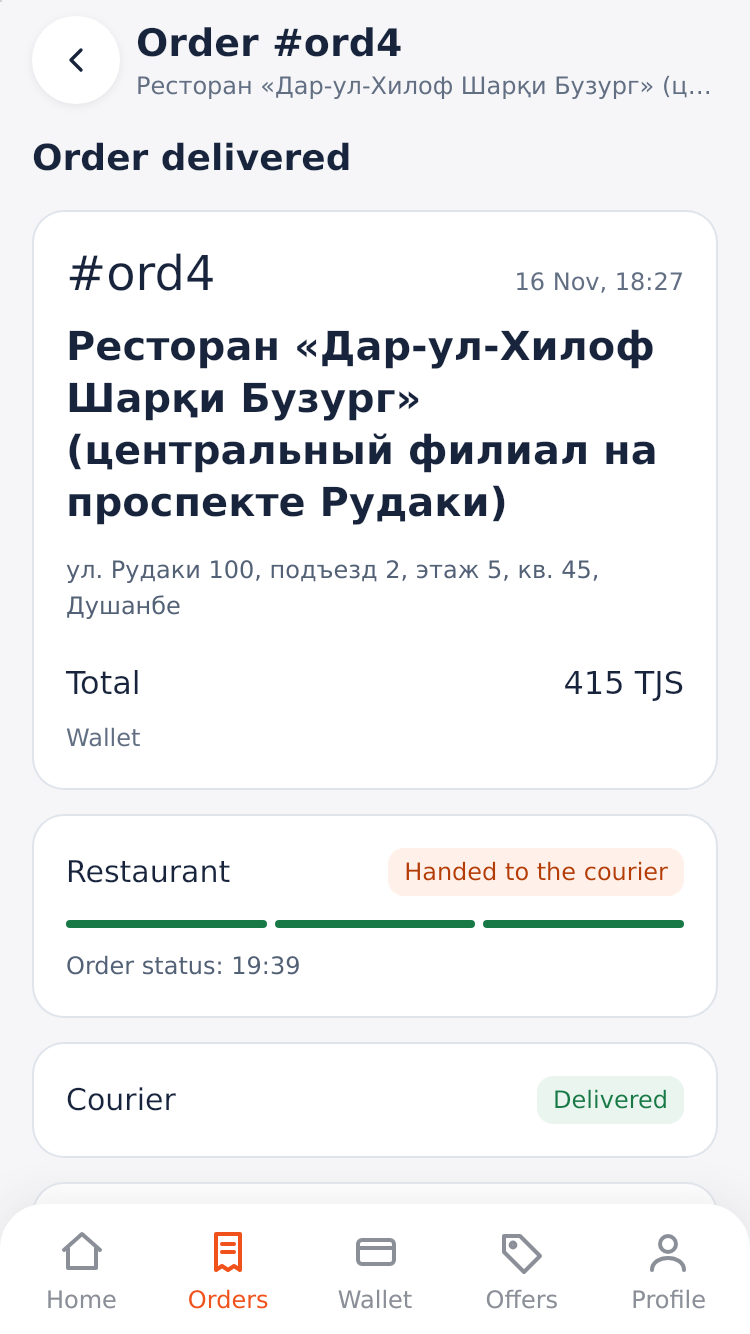 Order #ord4
Ресторан «Дар-ул-Хилоф Шарқи Бузург» (ц...
Order delivered
#ord4
16 Nov, 18:27
Ресторан «Дар-ул-Хилоф
Шарқи Бузург»
(центральный филиал на
проспекте Рудаки)
ул. Рудаки 100, подъезд 2, этаж 5, кв. 45,
Душанбе
Total
415 TJS
Wallet
Restaurant
Handed to the courier
Order status: 19:39
Courier
Delivered
Home
Orders
Wallet
Offers
Profile